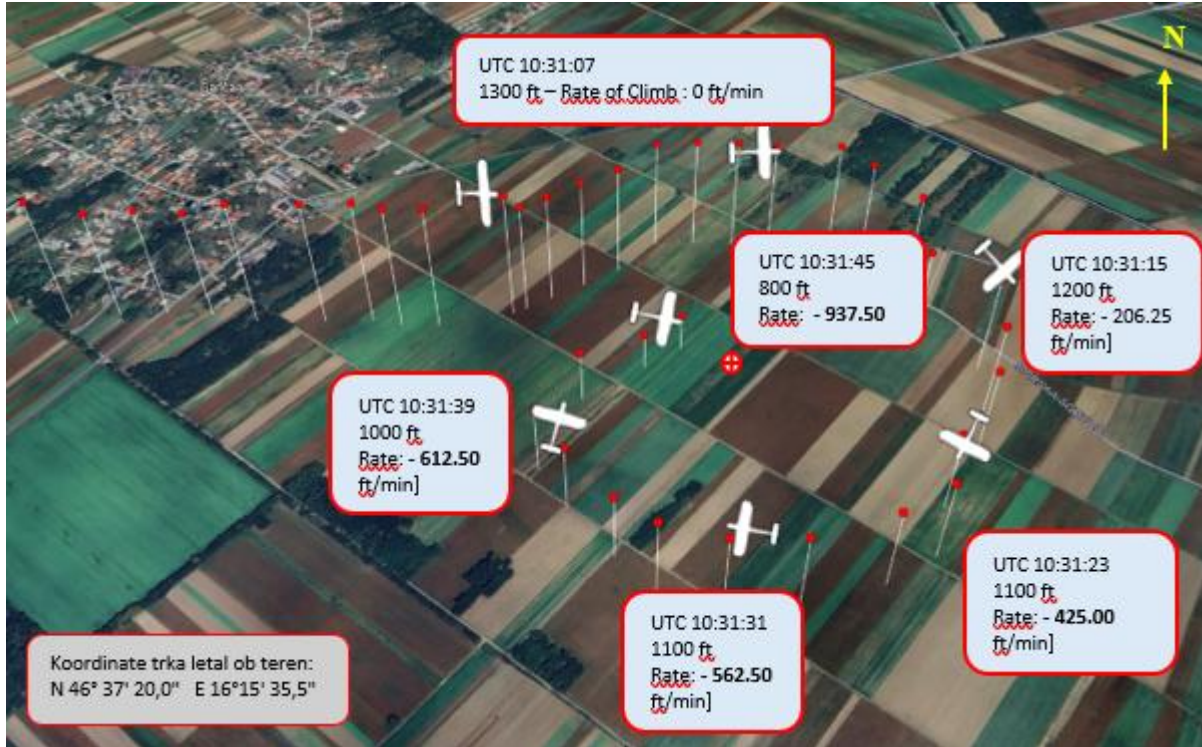 N
UTC 10:31:07
1300 ft – Rate of Climb : 0 ft/min
UTC 10:31:45
800 ft
Rate: - 937.50
UTC 10:31:15
1200 ft
Rate: - 206.25
ft/min]
UTC 10:31:39
1000 ft
Rate: - 612.50
ft/min]
UTC 10:31:23
1100 ft
Rate: - 425.00
ft/min]
UTC 10:31:31
1100 ft
Rate: - 562.50
ft/min]
Koordinate trka letal ob teren:
N 46° 37' 20,0" E 16°15' 35,5"